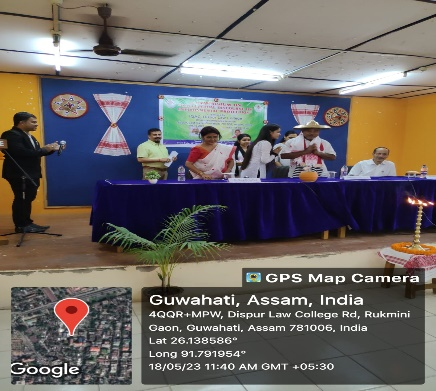 GPS Map Camera
Guwahati, Assam, India
4QQR+MPW, Dispur Law College Rd, Rukmini
Gaon, Guwahati, Assam 781006, India
Lat 26.138586°
Long 91.791954°
18/05/23 11:40 AM GMT +05:30
Google